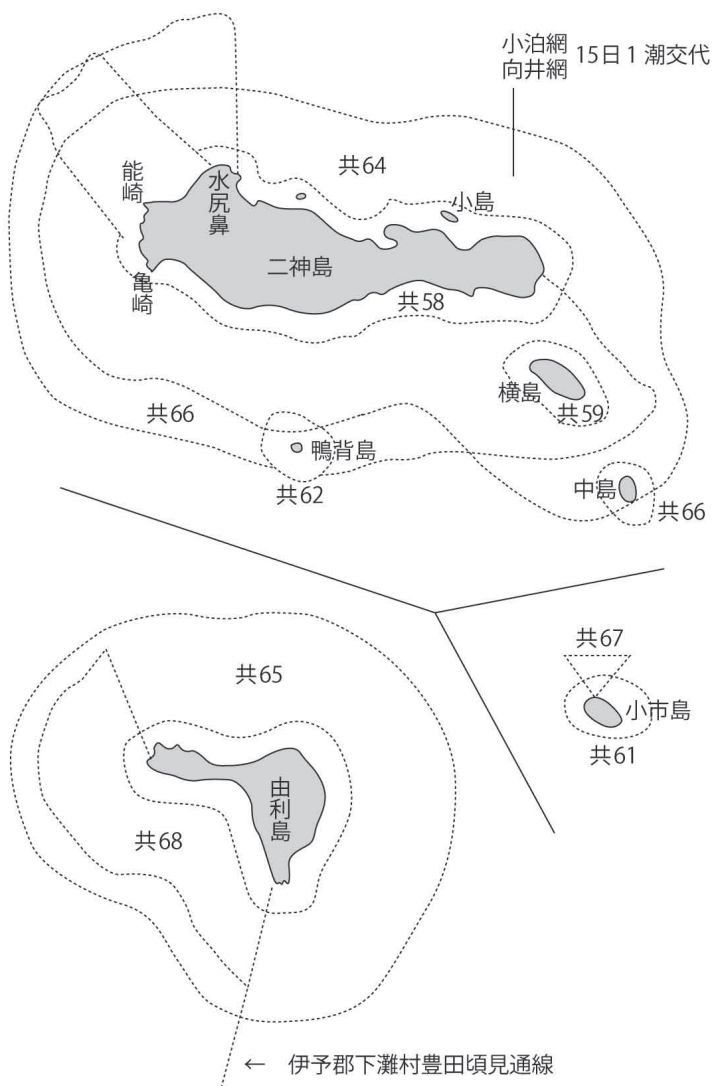 小泊網
向井網
15日1潮交代
共64
能崎
水尻鼻
小島
二神島
亀崎
共58
横島
共59
共66
鴨背島
共62
中島
共66
共67
小市島
共61
共65
由利島
共68
← 伊予郡下灘村豊田頃見通線